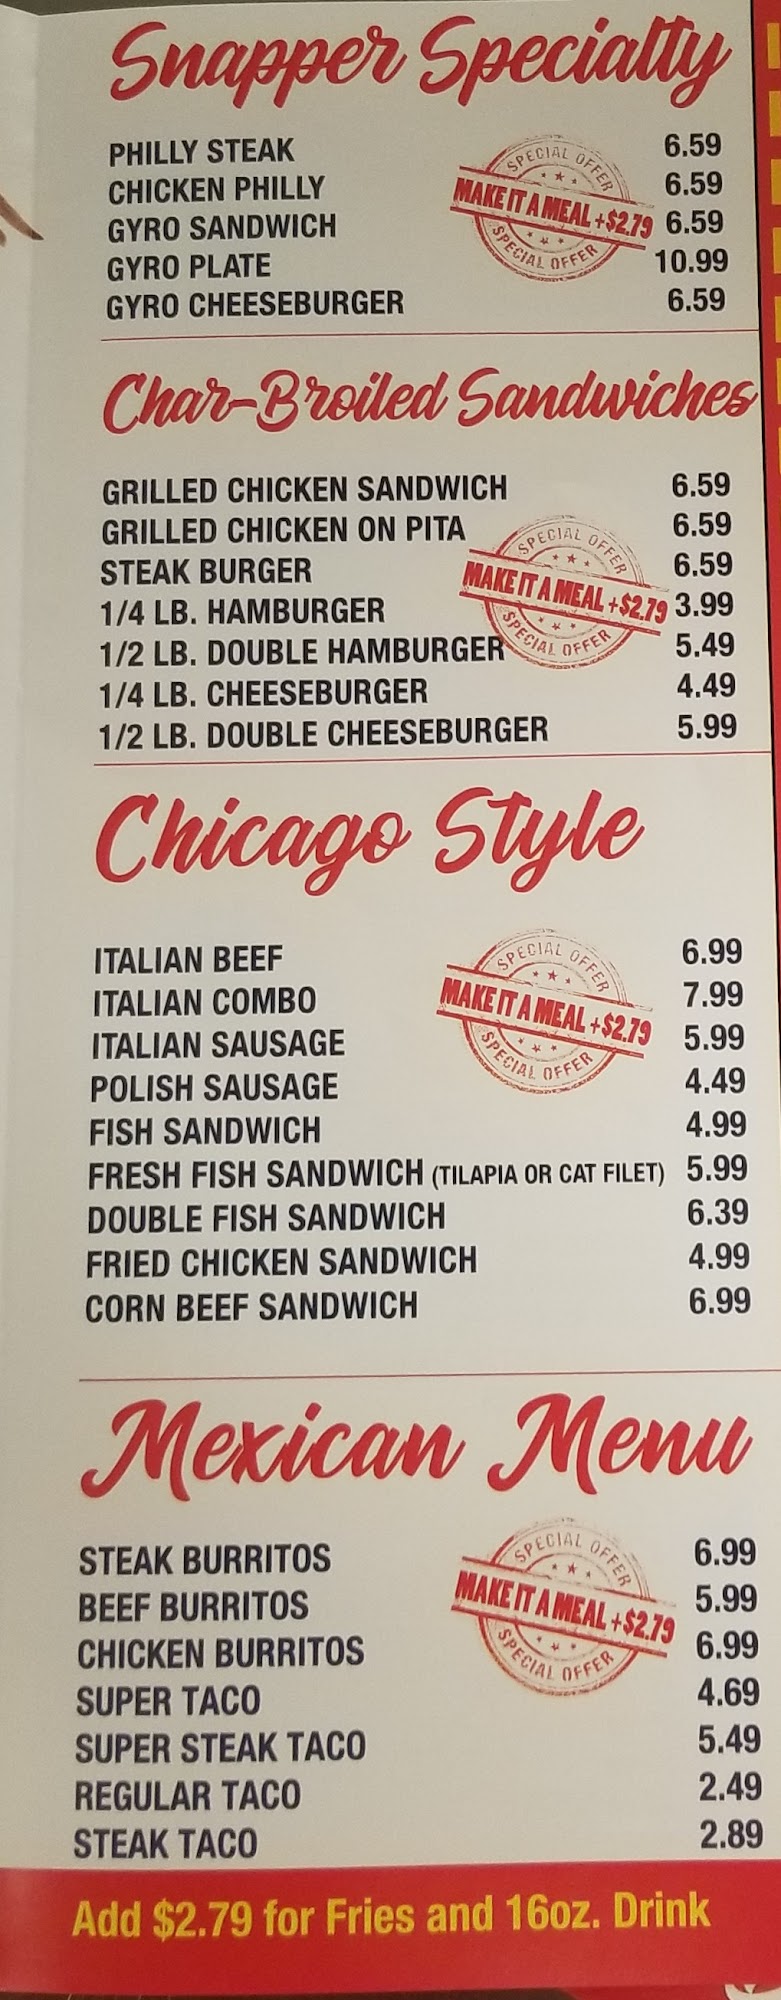 Snapper Specialty
PHILLY STEAK 6.59
CHICKEN PHILLY 6.59
GYRO SANDWICH 6.59
GYRO PLATE 10.99
GYRO CHEESEBURGER 6.59
SPECIAL OFFER
MAKE IT A MEAL +$2.79
SPECIAL OFFER
Char-Broiled Sandwiches
GRILLED CHICKEN SANDWICH 6.59
GRILLED CHICKEN ON PITA 6.59
STEAK BURGER 6.59
1/4 LB. HAMBURGER 3.99
1/2 LB. DOUBLE HAMBURGER 5.49
1/4 LB. CHEESEBURGER 4.49
1/2 LB. DOUBLE CHEESEBURGER 5.99
SPECIAL OFFER
MAKE IT A MEAL +$2.79
SPECIAL OFFER
Chicago Style
ITALIAN BEEF 6.99
ITALIAN COMBO 7.99
ITALIAN SAUSAGE 5.99
POLISH SAUSAGE 4.49
FISH SANDWICH 4.99
FRESH FISH SANDWICH (TILAPIA OR CAT FILET) 5.99
DOUBLE FISH SANDWICH 6.39
FRIED CHICKEN SANDWICH 4.99
CORN BEEF SANDWICH 6.99
SPECIAL OFFER
MAKE IT A MEAL +$2.79
SPECIAL OFFER
Mexican Menu
STEAK BURRITOS 6.99
BEEF BURRITOS 5.99
CHICKEN BURRITOS 6.99
SUPER TACO 4.69
SUPER STEAK TACO 5.49
REGULAR TACO 2.49
STEAK TACO 2.89
SPECIAL OFFER
MAKE IT A MEAL +$2.79
SPECIAL OFFER
Add $2.79 for Fries and 16oz. Drink